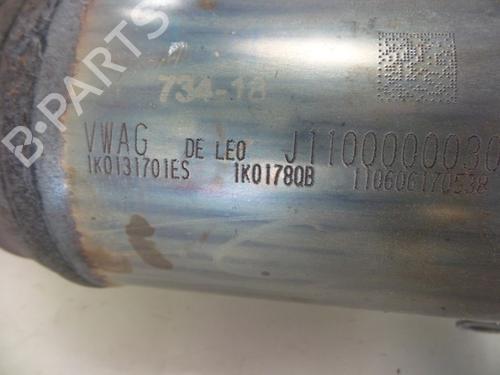 B-PARTS
734-18
VWAG DE LEO J1100000030
1K0131701ES 1K0178QB 110606170538